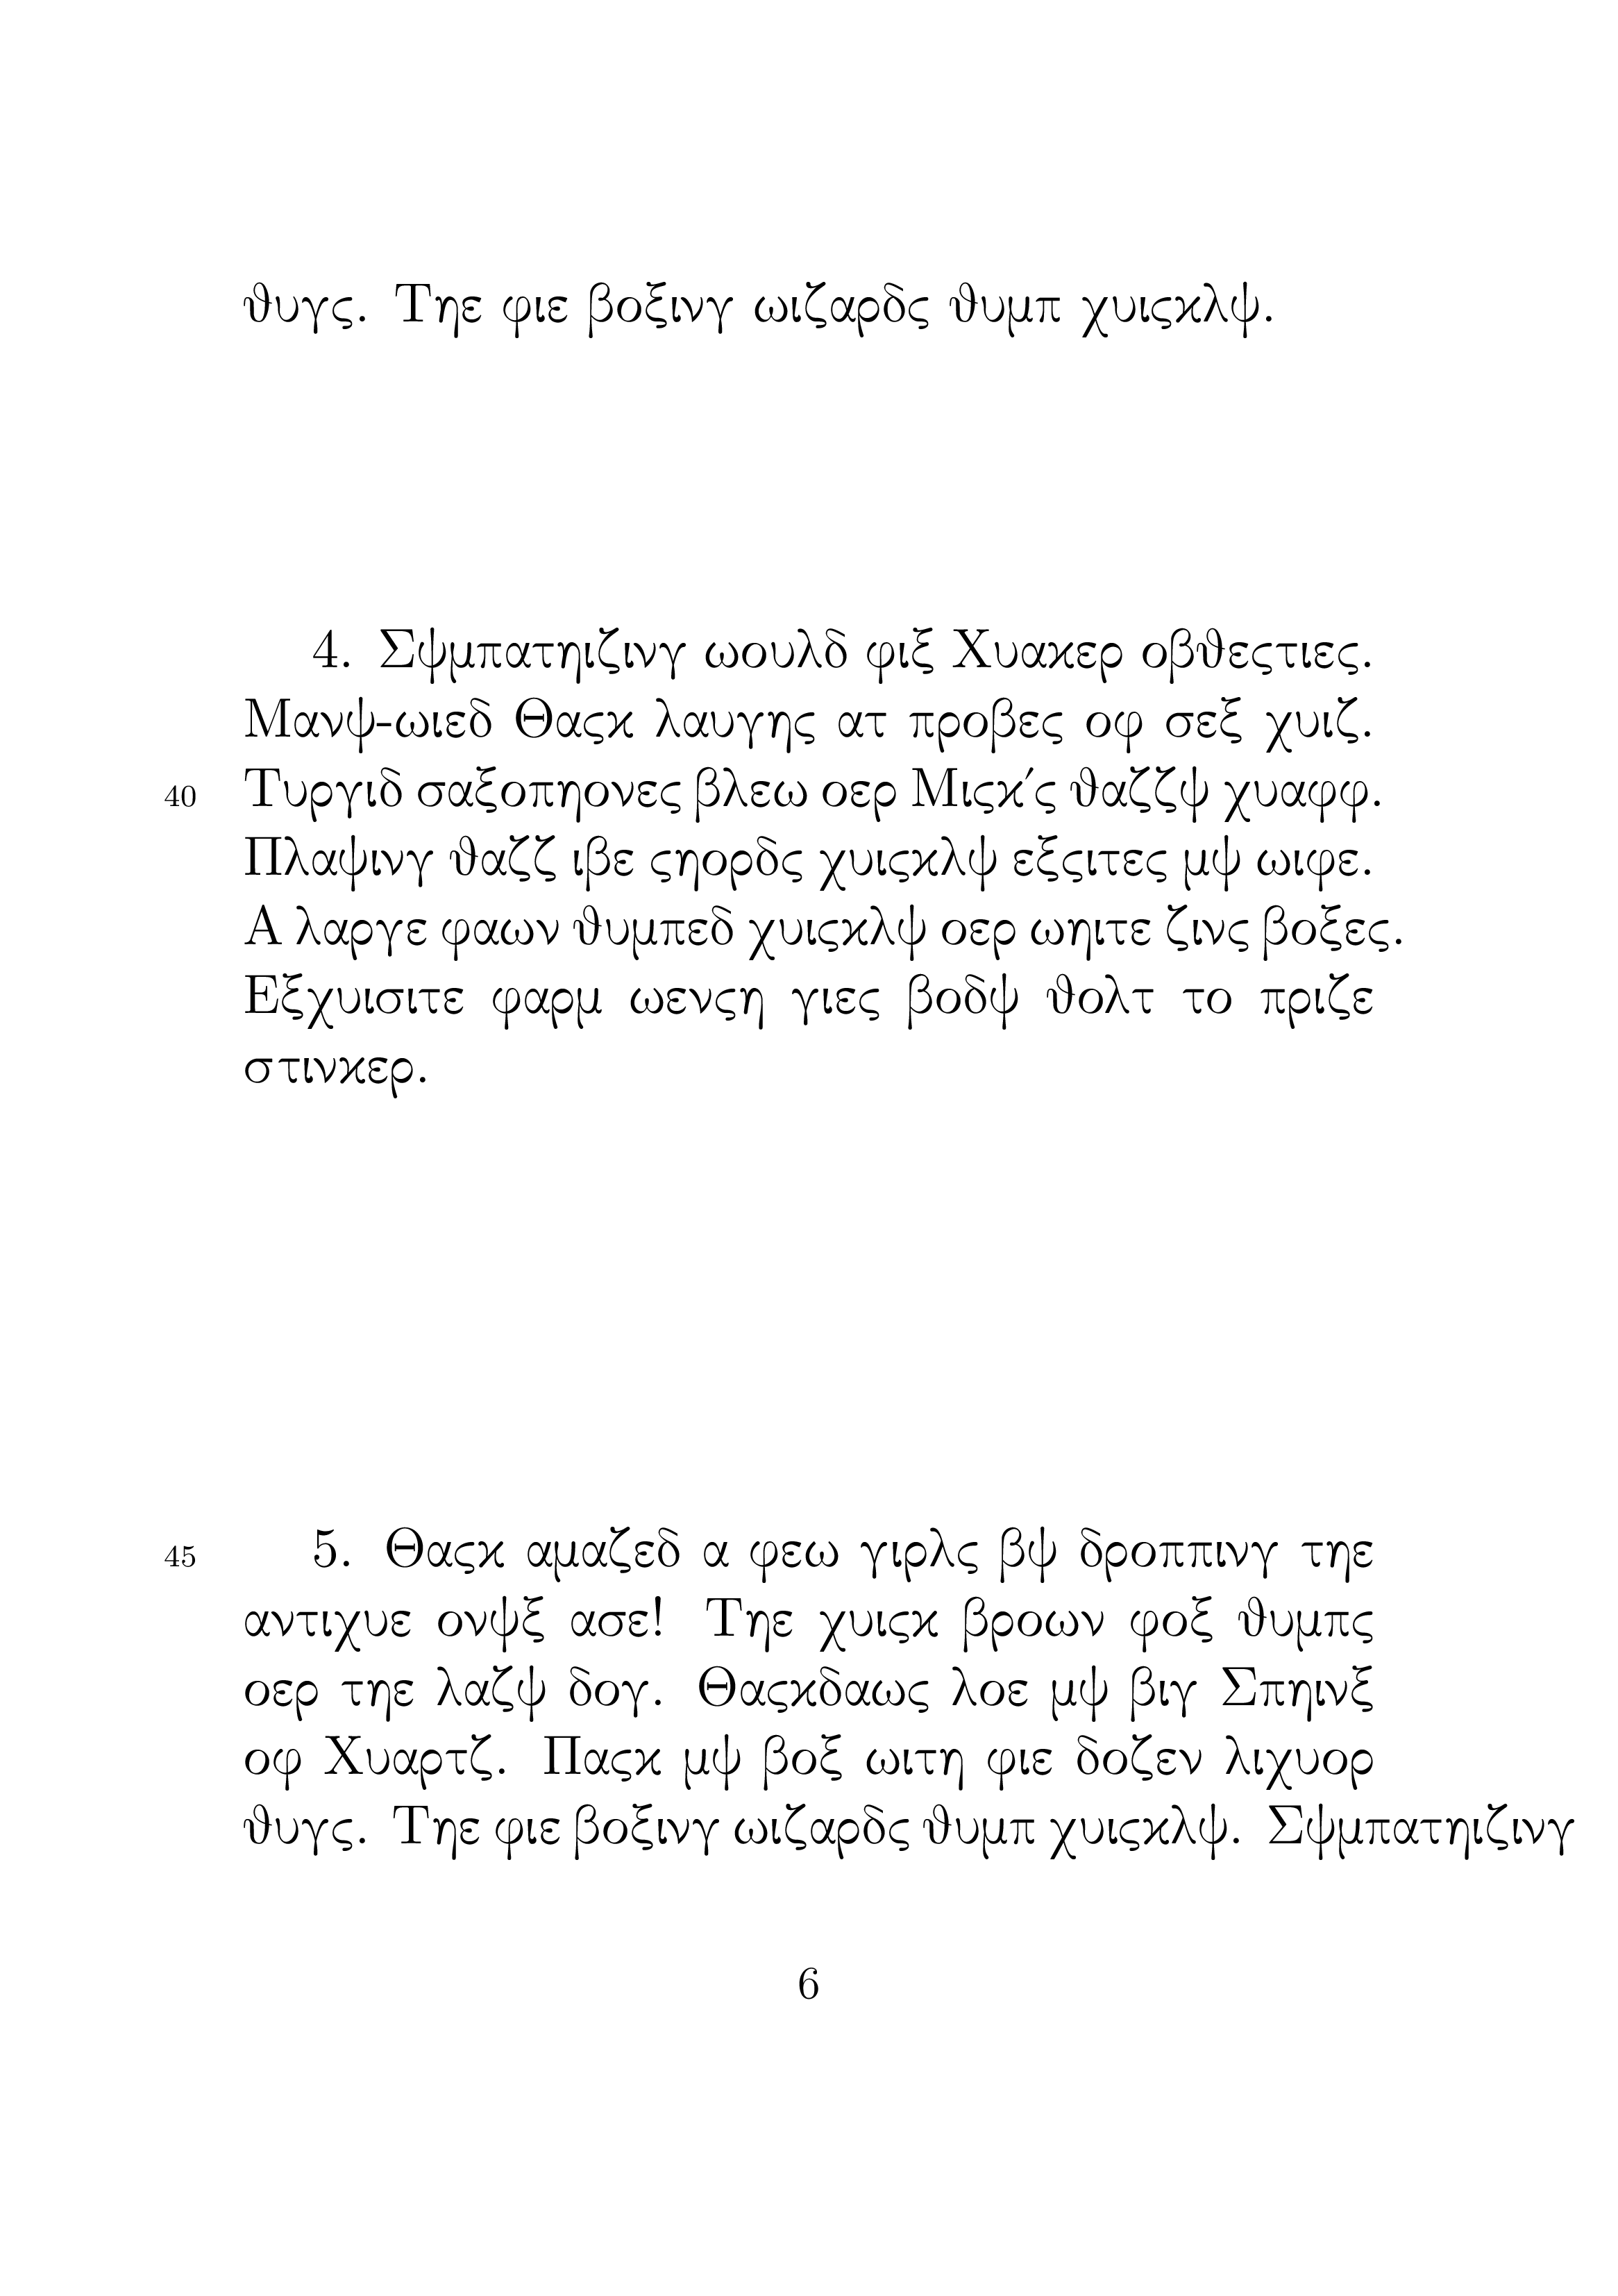 ϑυγς. Τηε φιε βοξινγ ωιζαρδς ϑυμπ χυιςκλψ.
4. Σψμπατηιζινγ ωουλδ φιξ Χυακερ οβϑεςτιες.
Μανψ-ωιεδ Θαςκ λαυγης ατ προβες οφ σεξ χυιζ.
40 Τυργιδ σαξοπηονες βλεω οερ Μιςκ΄ς ϑαζζψ χυαφφ.
Πλαψινγ ϑαζζ ιβε ςηορδς χυιςκλψ εξςιτες μψ ωιφε.
Α λαργε φαων ϑυμπεδ χυιςκλψ οερ ωηιτε ζινς βοξες.
Εξχυισιτε φαρμ ωενςη γιες βοδψ ϑολτ το πριζε
στινκερ.
45 5. Θαςκ αμαζεδ α φεω γιρλς βψ δροππινγ τηε
αντιχυε ονψξ ασε! Τηε χυιςκ βροων φοξ ϑυμπς
οερ τηε λαζψ δογ. Θαςκδαως λοε μψ βιγ Σπηινξ
οφ Χυαρτζ. Παςκ μψ βοξ ωιτη φιε δοζεν λιχυορ
ϑυγς. Τηε φιε βοξινγ ωιζαρδς ϑυμπ χυιςκλψ. Σψμπατηιζινγ
6